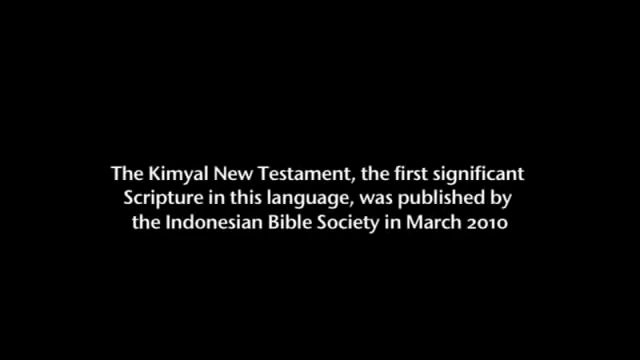 The Kimyal New Testament, the first significant
Scripture in this language, was published by
the Indonesian Bible Society in March 2010